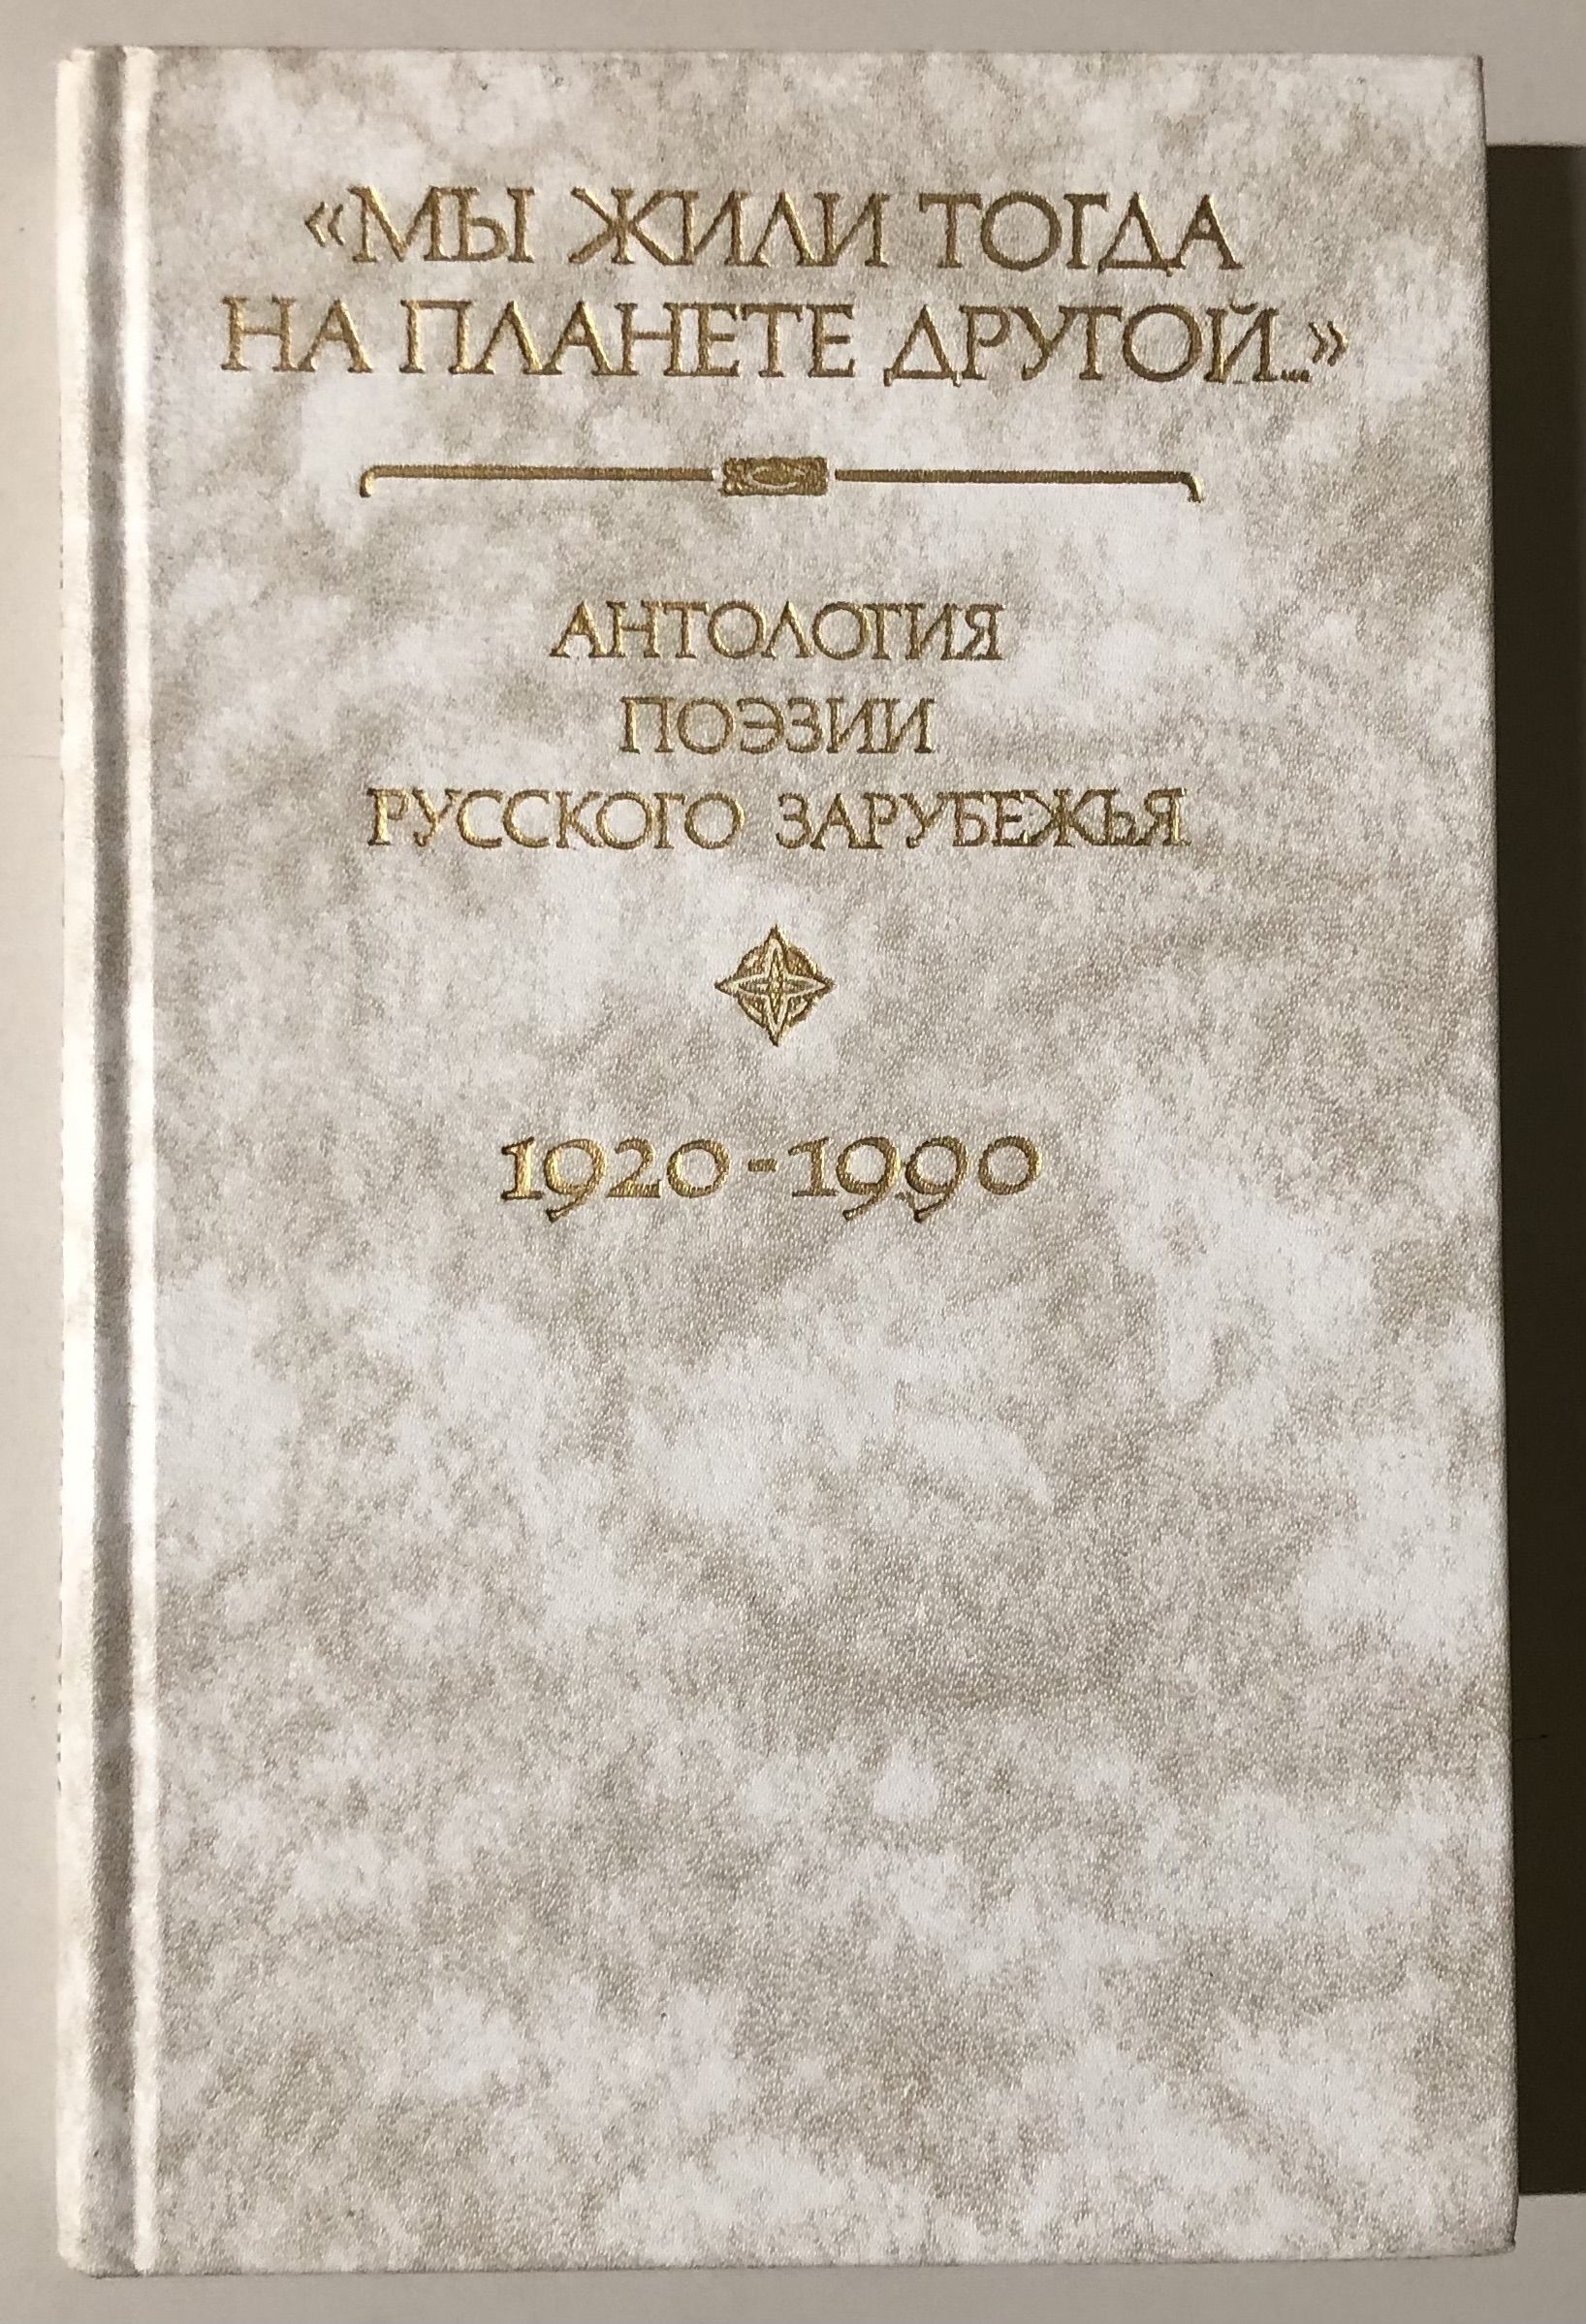 «МЫ ЖИЛИ ТОГДА
НА ПЛАНЕТЕ ДРУГОЙ...»
АНТОЛОГИЯ
ПОЭЗИИ
РУССКОГО ЗАРУБЕЖЬЯ
1920-1990